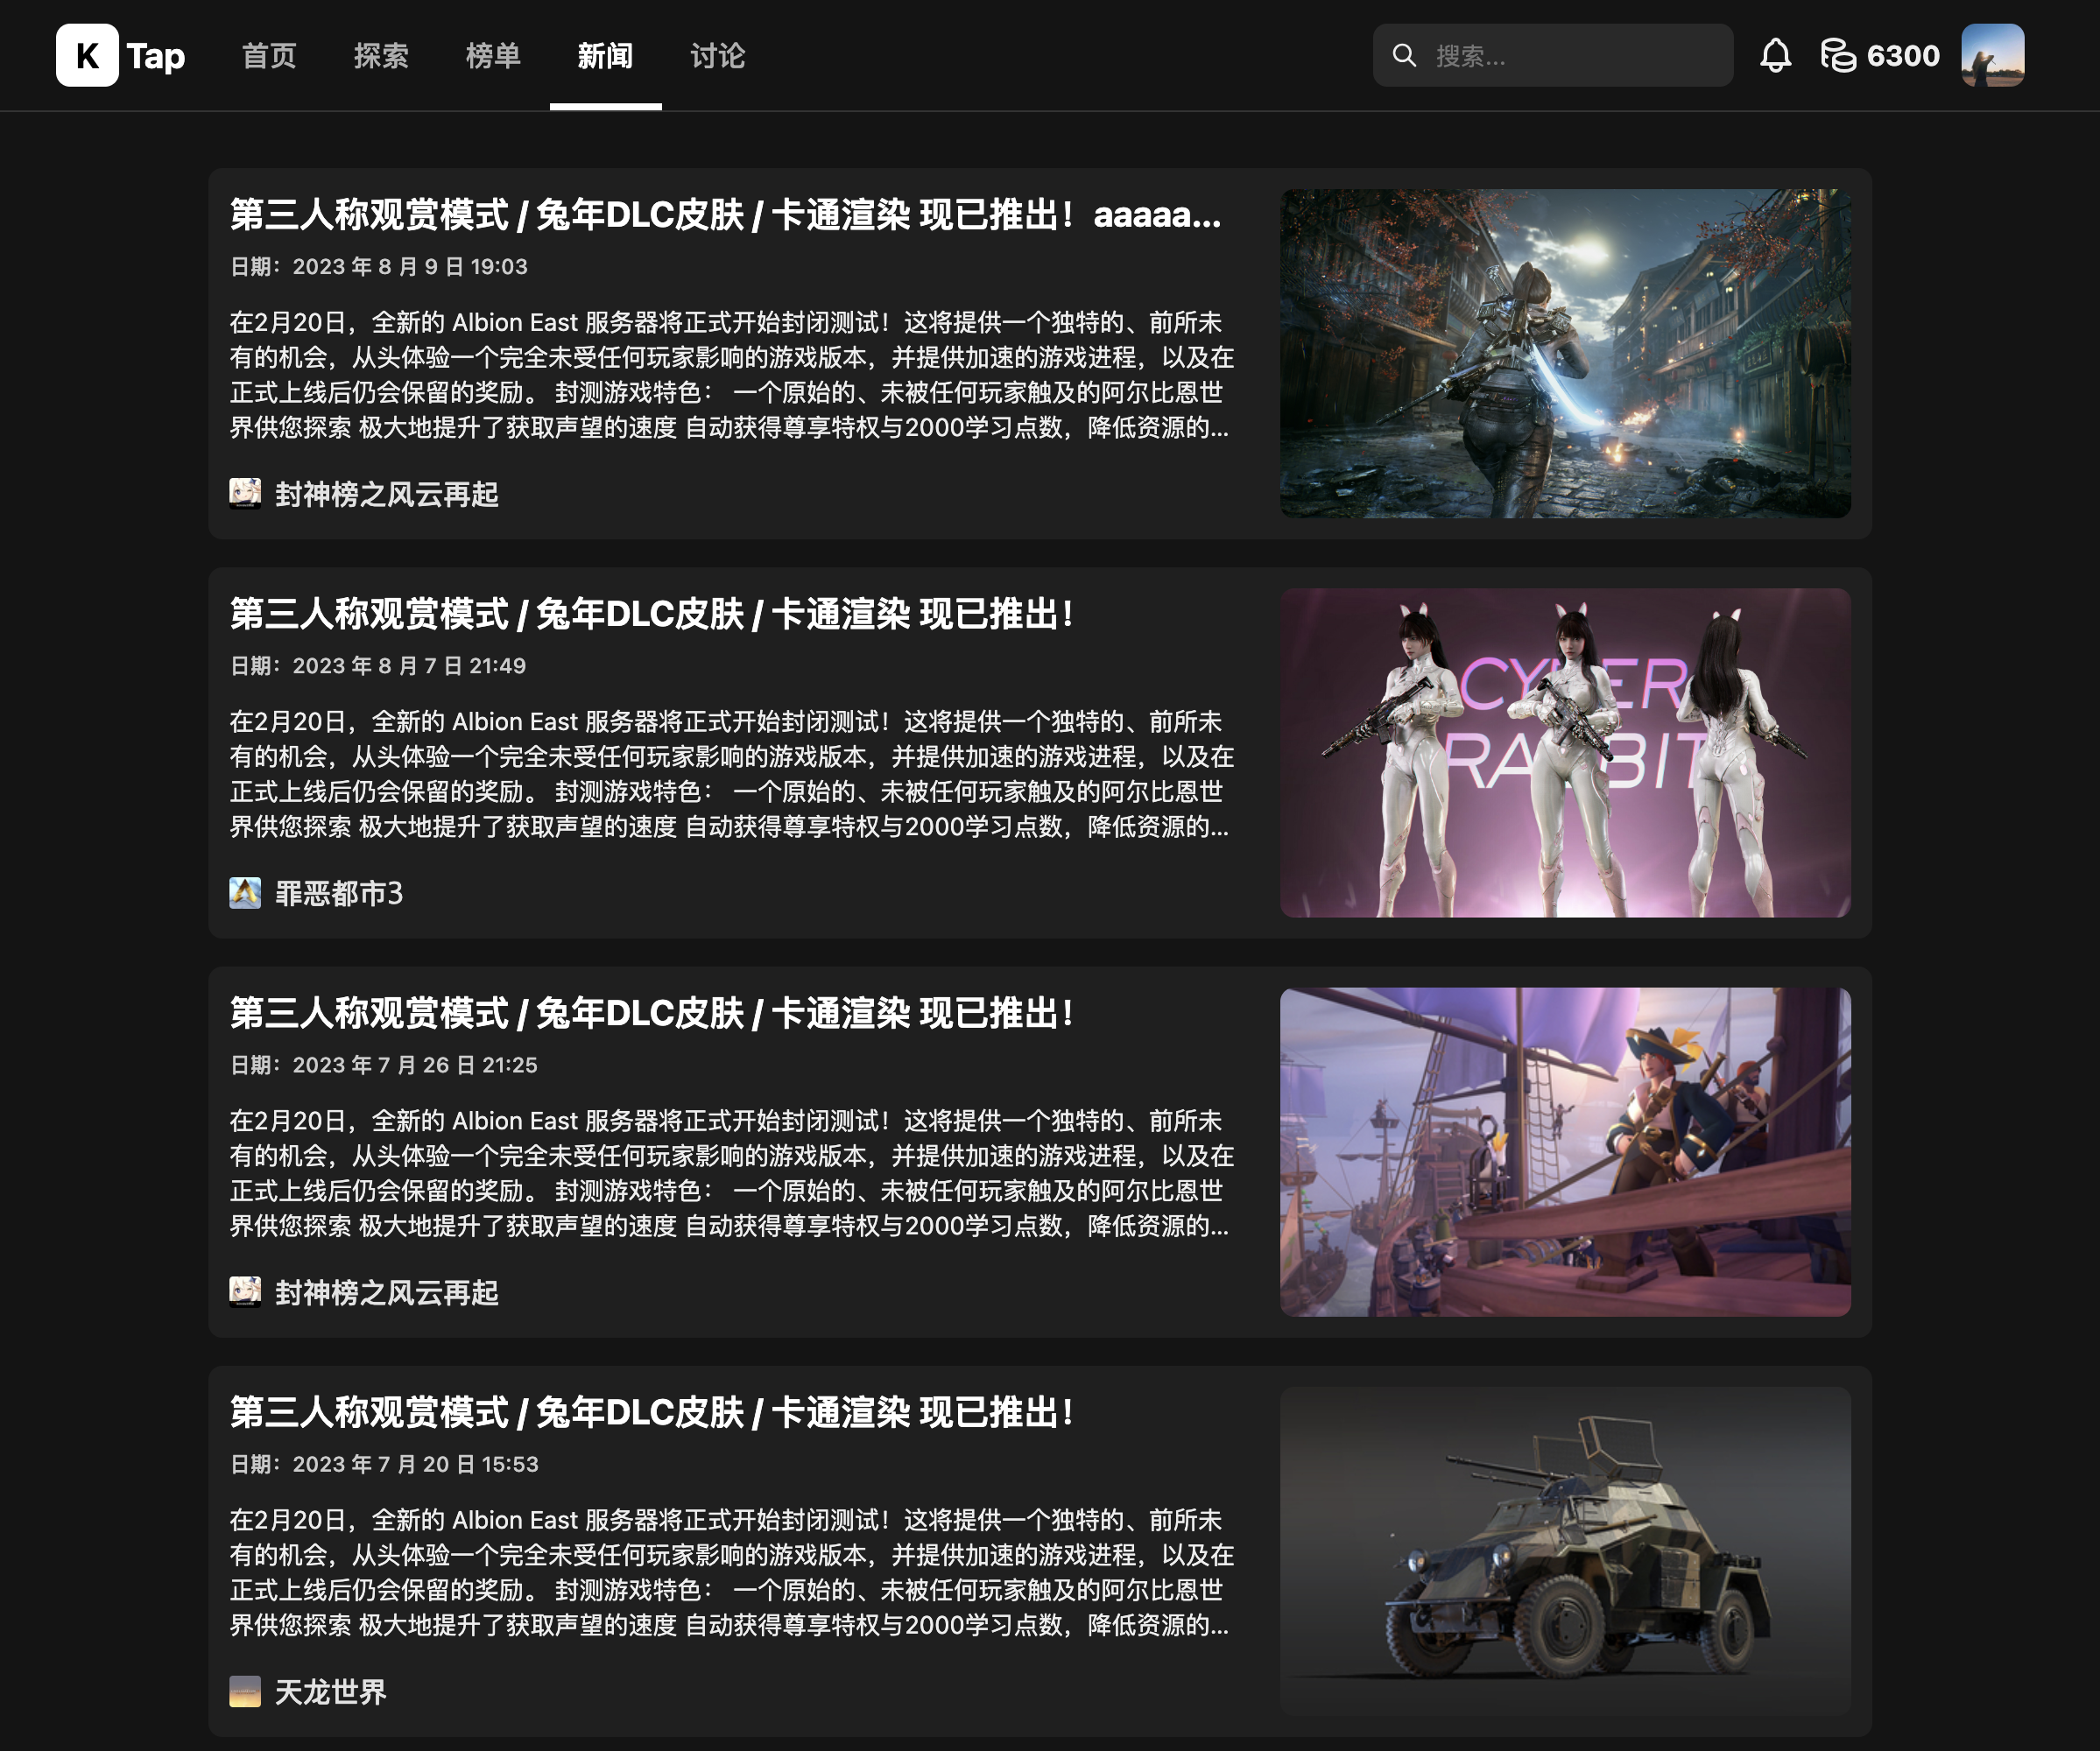 K Tap 首页 探索 榜单 新闻 讨论 搜索... 6300
第三人称观赏模式 / 兔年DLC皮肤 / 卡通渲染 现已推出！aaaaa...
日期：2023 年 8 月 9 日 19:03
在2月20日，全新的 Albion East 服务器将正式开始封闭测试！这将提供一个独特的、前所未
有的机会，从头体验一个完全未受任何玩家影响的游戏版本，并提供加速的游戏进程，以及在
正式上线后仍会保留的奖励。 封测游戏特色： 一个原始的、未被任何玩家触及的阿尔比恩世
界供您探索 极大地提升了获取声望的速度 自动获得尊享特权与2000学习点数，降低资源的...
封神榜之风云再起
第三人称观赏模式 / 兔年DLC皮肤 / 卡通渲染 现已推出！
日期：2023 年 8 月 7 日 21:49
在2月20日，全新的 Albion East 服务器将正式开始封闭测试！这将提供一个独特的、前所未
有的机会，从头体验一个完全未受任何玩家影响的游戏版本，并提供加速的游戏进程，以及在
正式上线后仍会保留的奖励。 封测游戏特色： 一个原始的、未被任何玩家触及的阿尔比恩世
界供您探索 极大地提升了获取声望的速度 自动获得尊享特权与2000学习点数，降低资源的...
罪恶都市3
CYBER
RABBIT
第三人称观赏模式 / 兔年DLC皮肤 / 卡通渲染 现已推出！
日期：2023 年 7 月 26 日 21:25
在2月20日，全新的 Albion East 服务器将正式开始封闭测试！这将提供一个独特的、前所未
有的机会，从头体验一个完全未受任何玩家影响的游戏版本，并提供加速的游戏进程，以及在
正式上线后仍会保留的奖励。 封测游戏特色： 一个原始的、未被任何玩家触及的阿尔比恩世
界供您探索 极大地提升了获取声望的速度 自动获得尊享特权与2000学习点数，降低资源的...
封神榜之风云再起
第三人称观赏模式 / 兔年DLC皮肤 / 卡通渲染 现已推出！
日期：2023 年 7 月 20 日 15:53
在2月20日，全新的 Albion East 服务器将正式开始封闭测试！这将提供一个独特的、前所未
有的机会，从头体验一个完全未受任何玩家影响的游戏版本，并提供加速的游戏进程，以及在
正式上线后仍会保留的奖励。 封测游戏特色： 一个原始的、未被任何玩家触及的阿尔比恩世
界供您探索 极大地提升了获取声望的速度 自动获得尊享特权与2000学习点数，降低资源的...
天龙世界